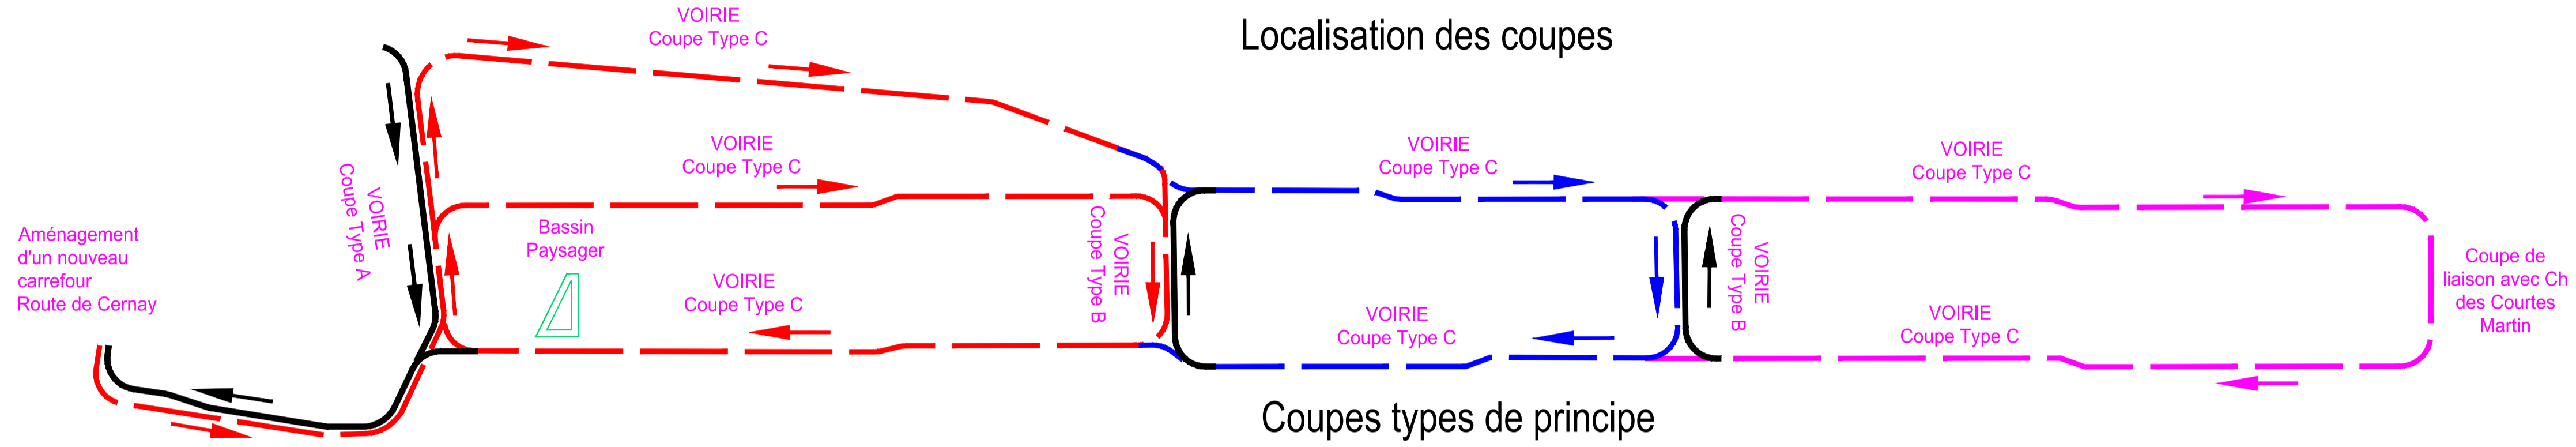 VOIRIE
Coupe Type C
Localisation des coupes
VOIRIE
Coupe Type C
VOIRIE
Coupe Type C
VOIRIE
Coupe Type C
VOIRIE
Coupe Type A
Aménagement
d'un nouveau
carrefour
Route de Cernay
Bassin
Paysager
VOIRIE
Coupe Type C
VOIRIE
Coupe Type B
VOIRIE
Coupe Type C
VOIRIE
Coupe Type B
VOIRIE
Coupe Type C
Coupe de
liaison avec Ch
des Courtes
Martin
Coupes types de principe